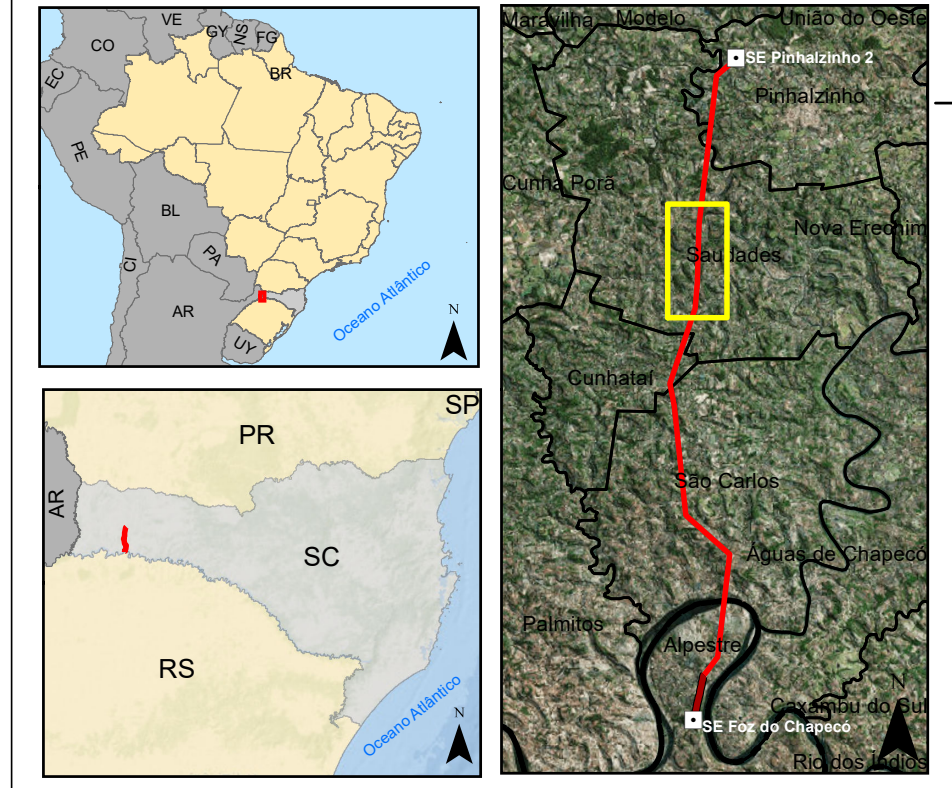 VE
GY
NS
FG
CO
BR
EC
PE
BL
PA
CI
AR
UY
Oceano Atlântico
N
SP
PR
AR
SC
RS
Oceano Atlântico
N
Maravilha
Modelo
União do Oeste
SE Pinhalzinho 2
Pinhalzinho
Cunha Porã
Nova Erechim
Saudades
Cunhataí
São Carlos
Águas de Chapecó
Palmitos
Alpestre
N
Caxambu do Sul
SE Foz do Chapecó
Rio dos Índios